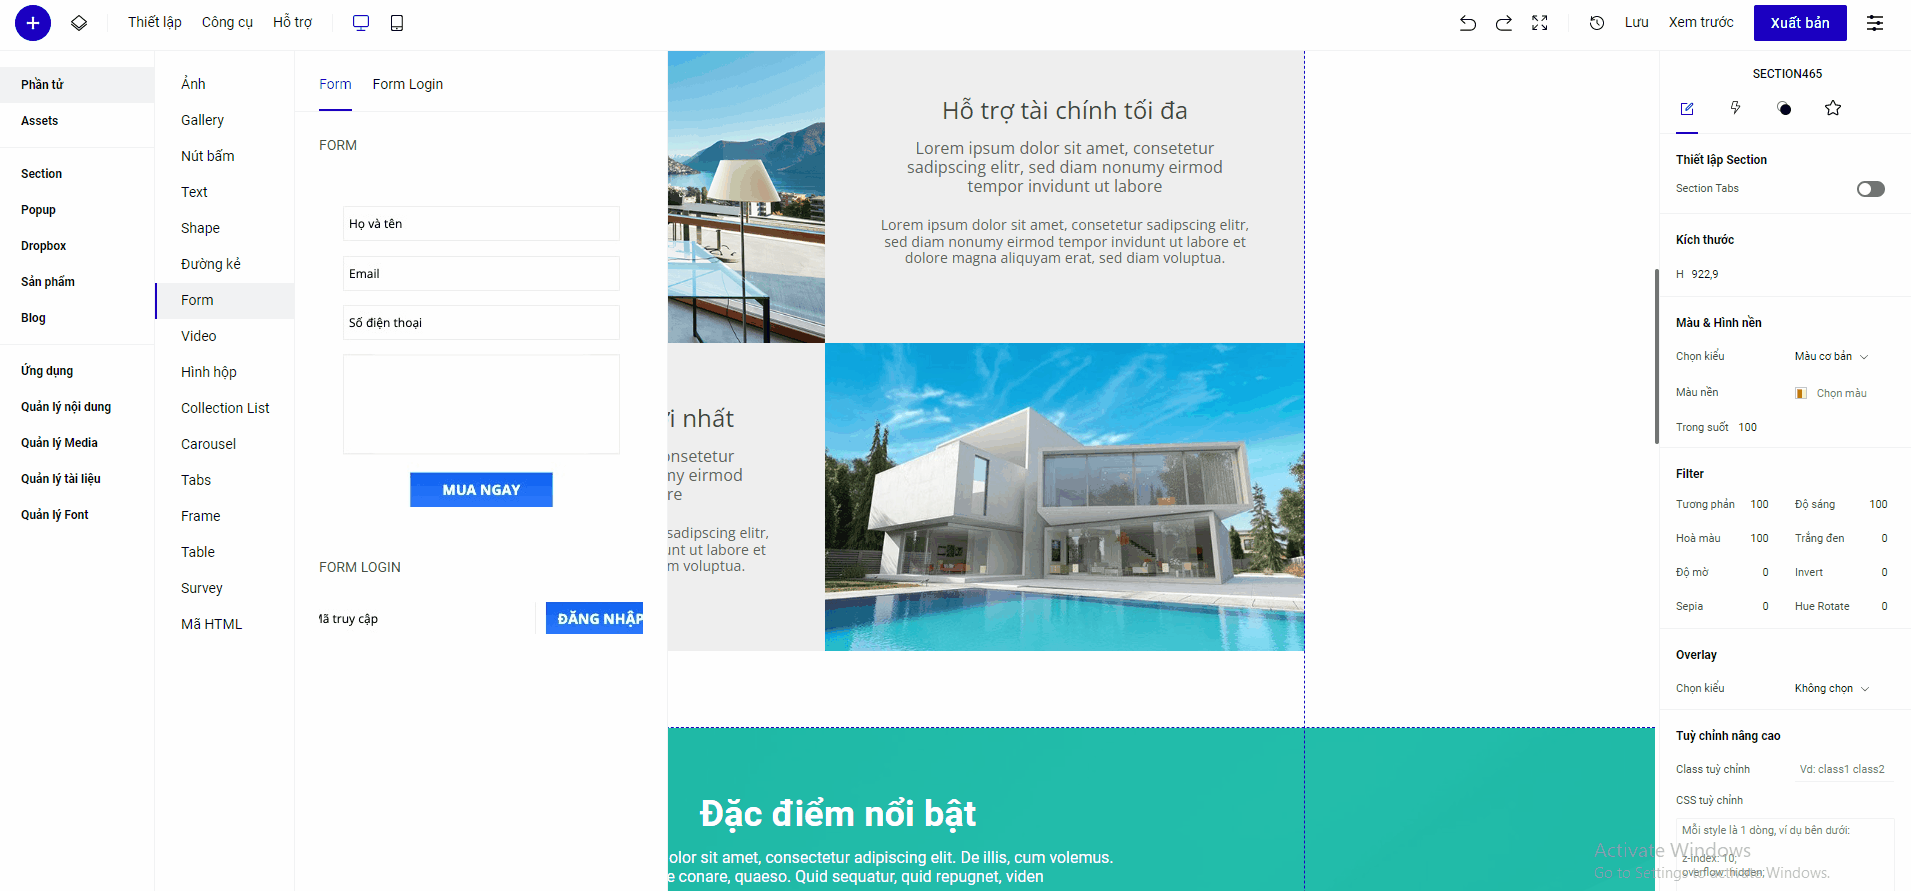 Thiết lập Công cụ Hỗ trợ Lưu Xem trước Xuất bản
Phần tử
Assets
Section
Popup
Dropbox
Sản phẩm
Blog
Ứng dụng
Quản lý nội dung
Quản lý Media
Quản lý tài liệu
Quản lý Font
Ảnh
Gallery
Nút bấm
Text
Shape
Đường kẻ
Form
Video
Hình hộp
Collection List
Carousel
Tabs
Frame
Table
Survey
Mã HTML
Form Form Login
FORM
Họ và tên
Email
Số điện thoại
MUA NGAY
FORM LOGIN
Mã truy cập ĐĂNG NHẬP
Hỗ trợ tài chính tối đa
Lorem ipsum dolor sit amet, consetetur
sadipscing elitr, sed diam nonumy eirmod
tempor invidunt ut labore
Lorem ipsum dolor sit amet, consetetur sadipscing elitr,
sed diam nonumy eirmod tempor invidunt ut labore et
dolore magna aliquyam erat, sed diam voluptua.
i nhất
onsetetur
my eirmod
re
sadipscing elitr,
unt ut labore et
m voluptua.
Đặc điểm nổi bật
olor sit amet, consectetur adipiscing elit. De illis, cum volemus.
e conare, quaeso. Quid sequatur, quid repugnet, viden
SECTION465
Thiết lập Section
Section Tabs
Kích thước
H 922,9
Màu & Hình nền
Chọn kiểu Màu cơ bản
Màu nền Chọn màu
Trong suốt 100
Filter
Tương phản 100 Độ sáng 100
Hoà màu 100 Trắng đen 0
Độ mờ 0 Invert 0
Sepia 0 Hue Rotate 0
Overlay
Chọn kiểu Không chọn
Tuỳ chỉnh nâng cao
Class tuỳ chỉnh Vd: class1 class2
CSS tuỳ chỉnh
Mỗi style là 1 dòng, ví dụ bên dưới:
z-index: 10;
overflow: hidden;
Activate Windows
Go to Settings to activate Windows.